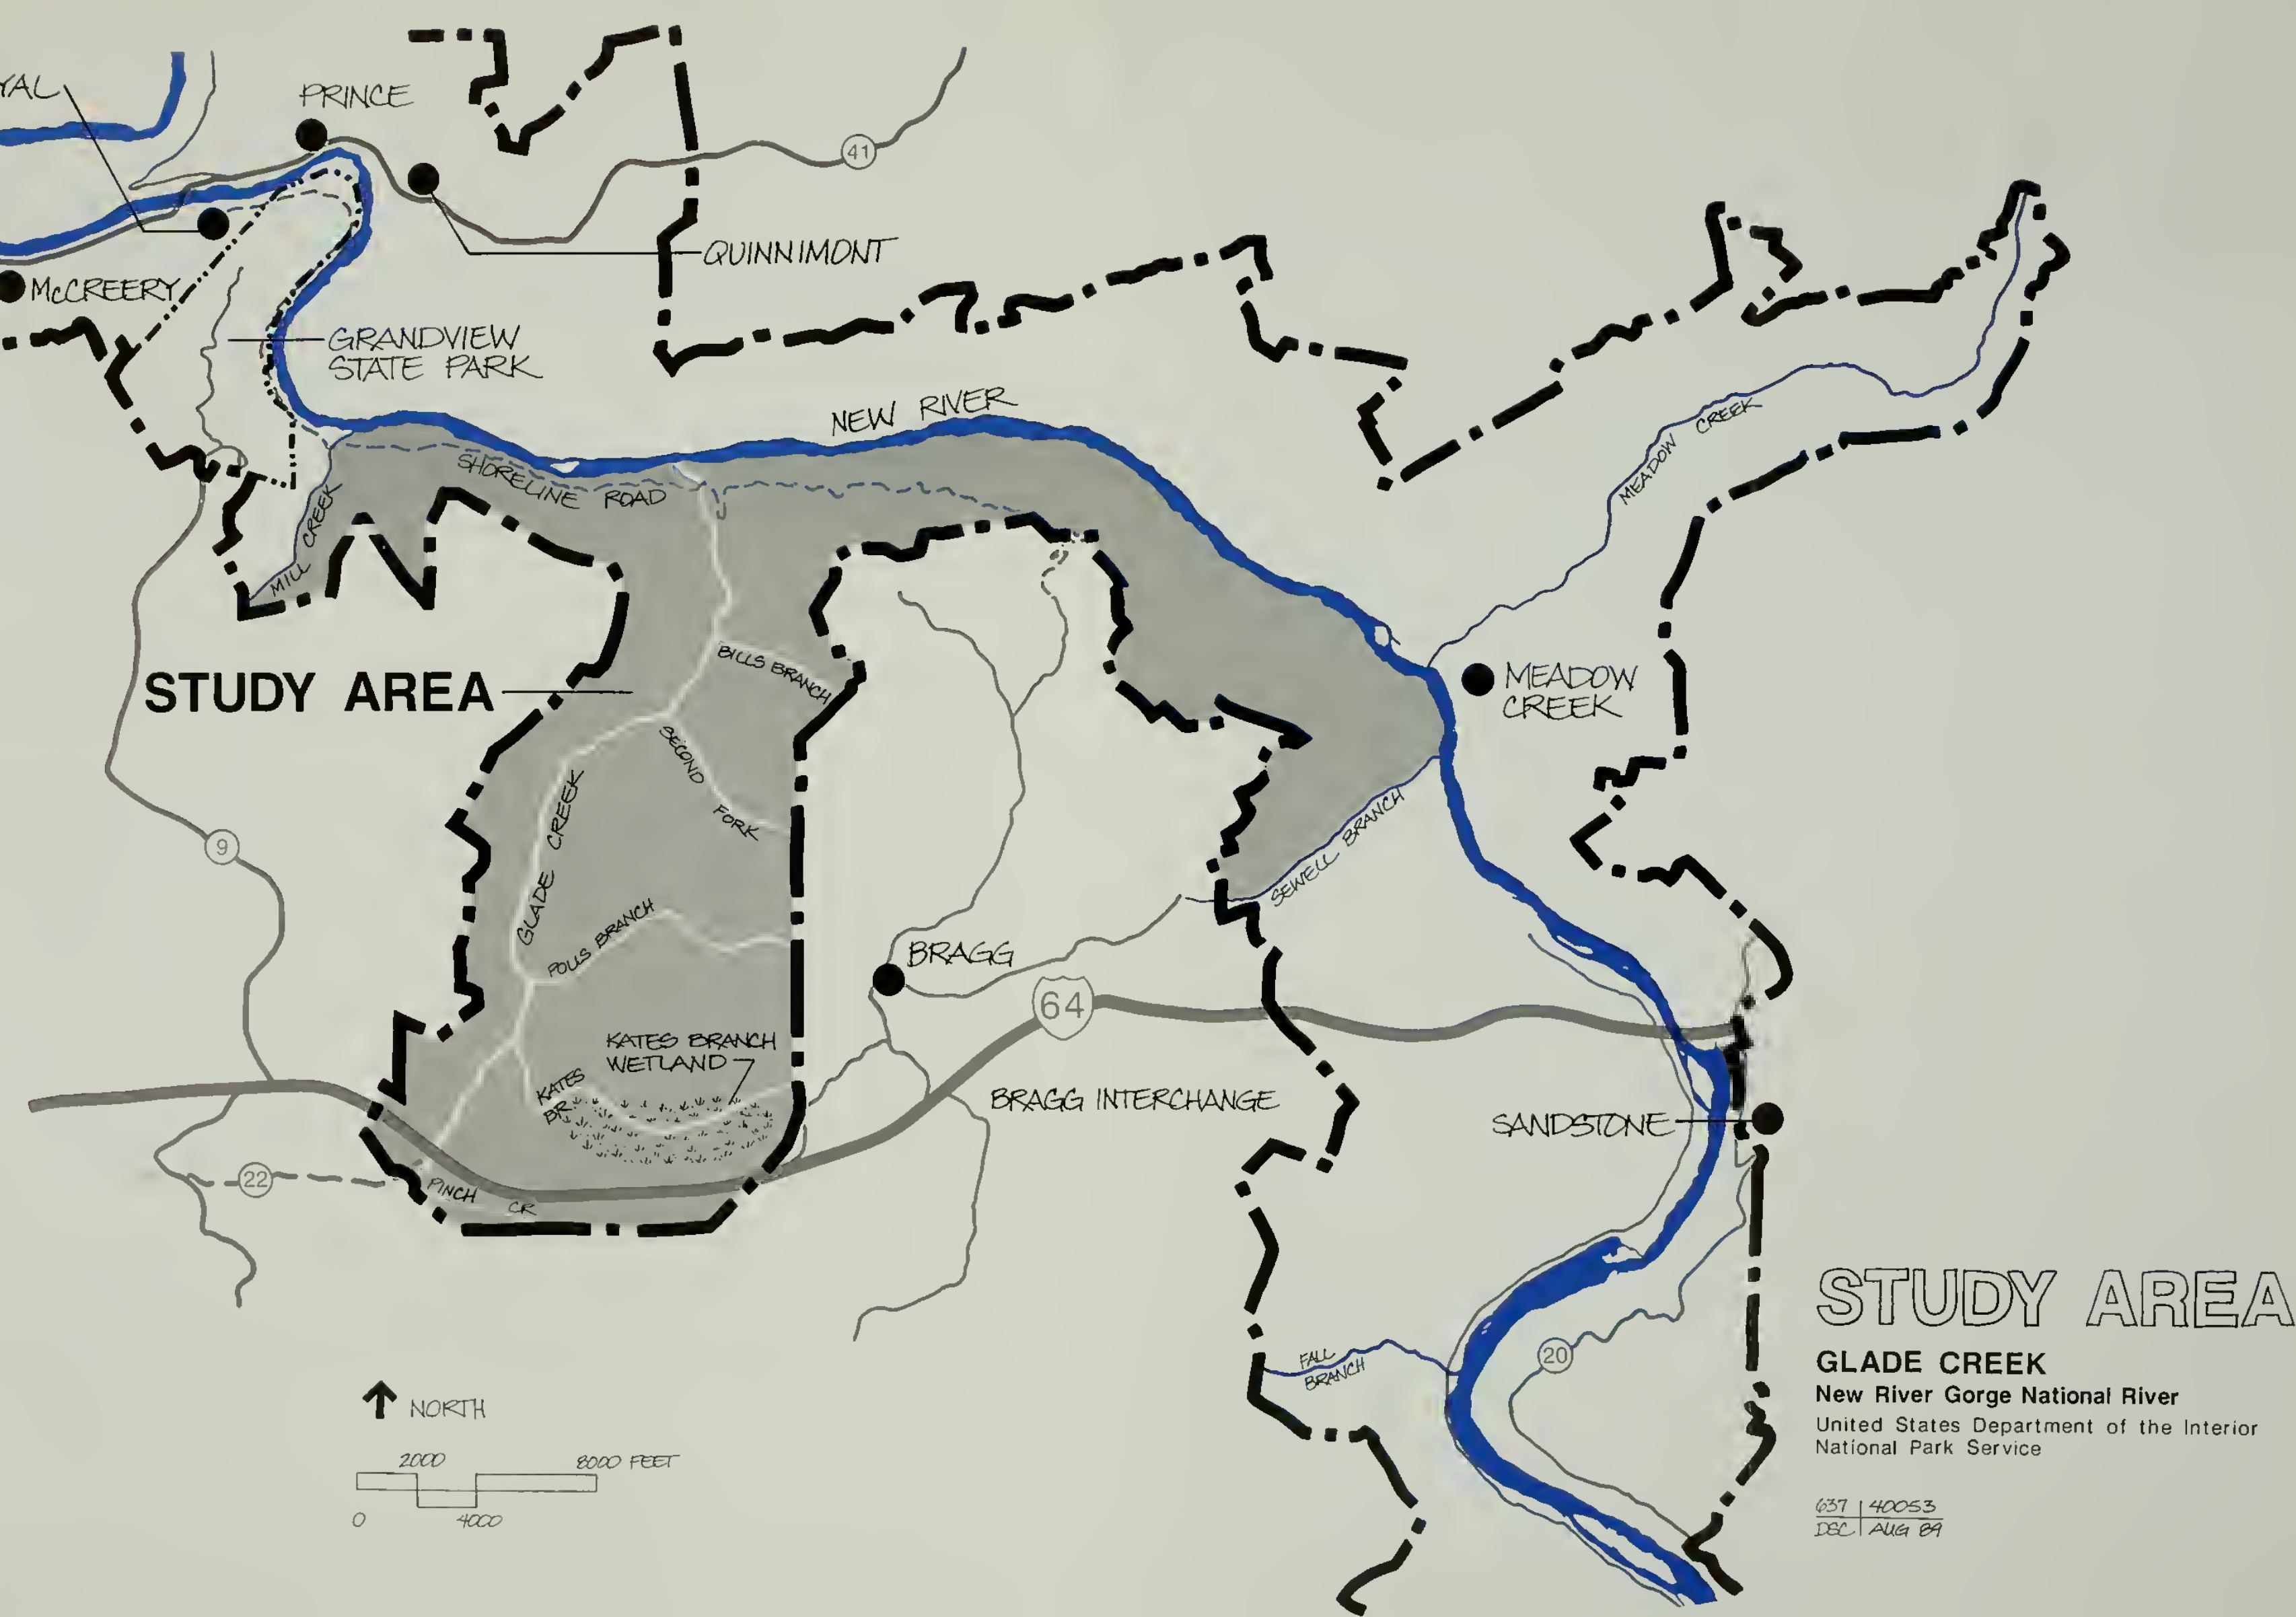 YAL
PRINCE
41
QUINNIMONT
McCREERY
GRANDVIEW
STATE PARK
NEW RIVER
MEADOW CREEK
SHORELINE ROAD
MILL CREEK
STUDY AREA
BILLS BRANCH
MEADOW
CREEK
SECOND FORK
GLADE CREEK
9
SEWELL BRANCH
POLLS BRANCH
BRAGG
64
KATES BRANCH
WETLAND
KATES
BR.
BRAGG INTERCHANGE
SANDSTONE
22
PINCH CR
FALL
BRANCH
20
STUDY AREA
GLADE CREEK
New River Gorge National River
United States Department of the Interior
National Park Service
NORTH
2000 8000 FEET
0 4000
637 40053
DSC AUG 89